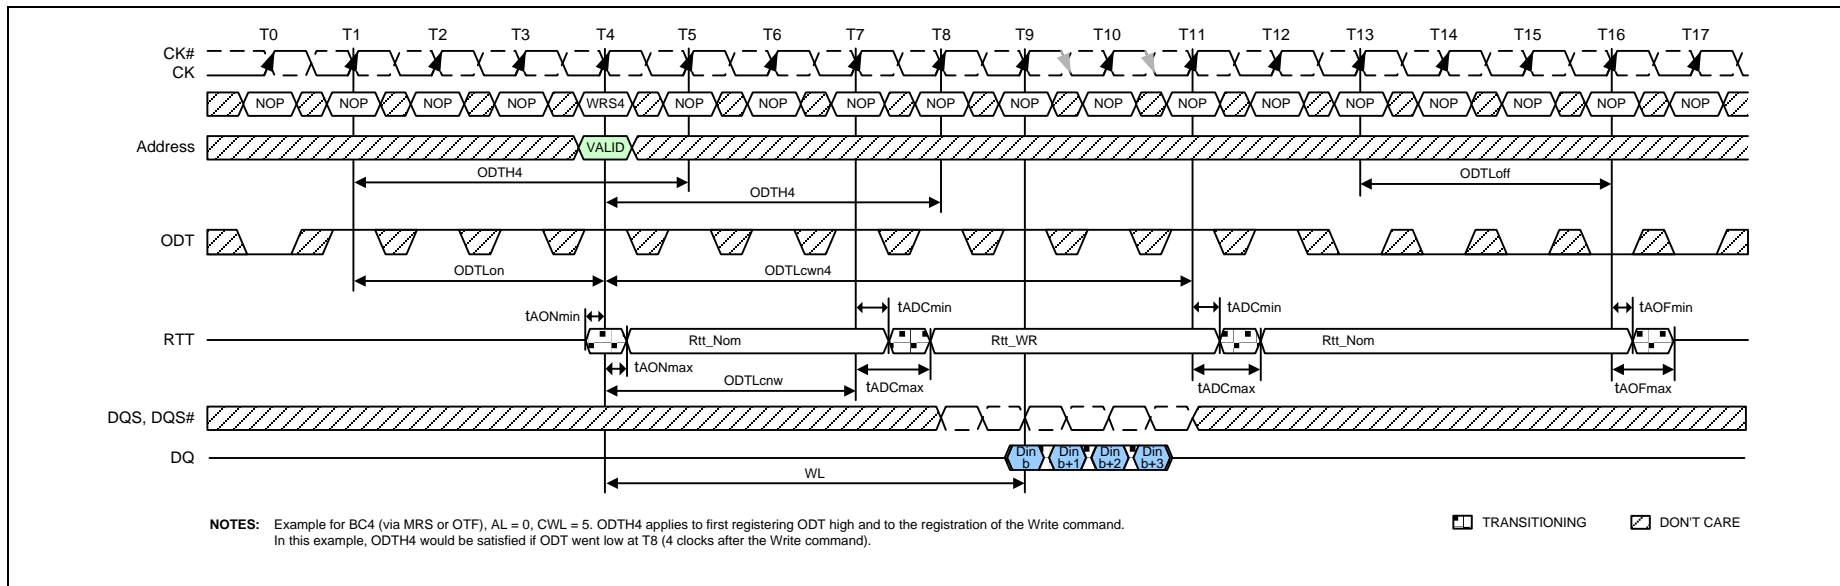 T0 T1 T2 T3 T4 T5 T6 T7 T8 T9 T10 T11 T12 T13 T14 T15 T16 T17
CK#
CK
NOP NOP NOP NOP WRS4 NOP NOP NOP NOP NOP NOP NOP NOP NOP NOP NOP NOP NOP
Address VALID
ODTH4 ODTLoff
ODTH4
ODT
ODTLon ODTLcwn4
tAONmin tADCmin tADCmin tAOFmin
RTT Rtt_Nom Rtt_WR Rtt_Nom
tAONmax ODTLcnw tADCmax tADCmax tAOFmax
DQS, DQS#
DQ Din b Din b+1 Din b+2 Din b+3
WL
NOTES: Example for BC4 (via MRS or OTF), AL = 0, CWL = 5. ODTH4 applies to first registering ODT high and to the registration of the Write command.
In this example, ODTH4 would be satisfied if ODT went low at T8 (4 clocks after the Write command).
TRANSITIONING DON'T CARE